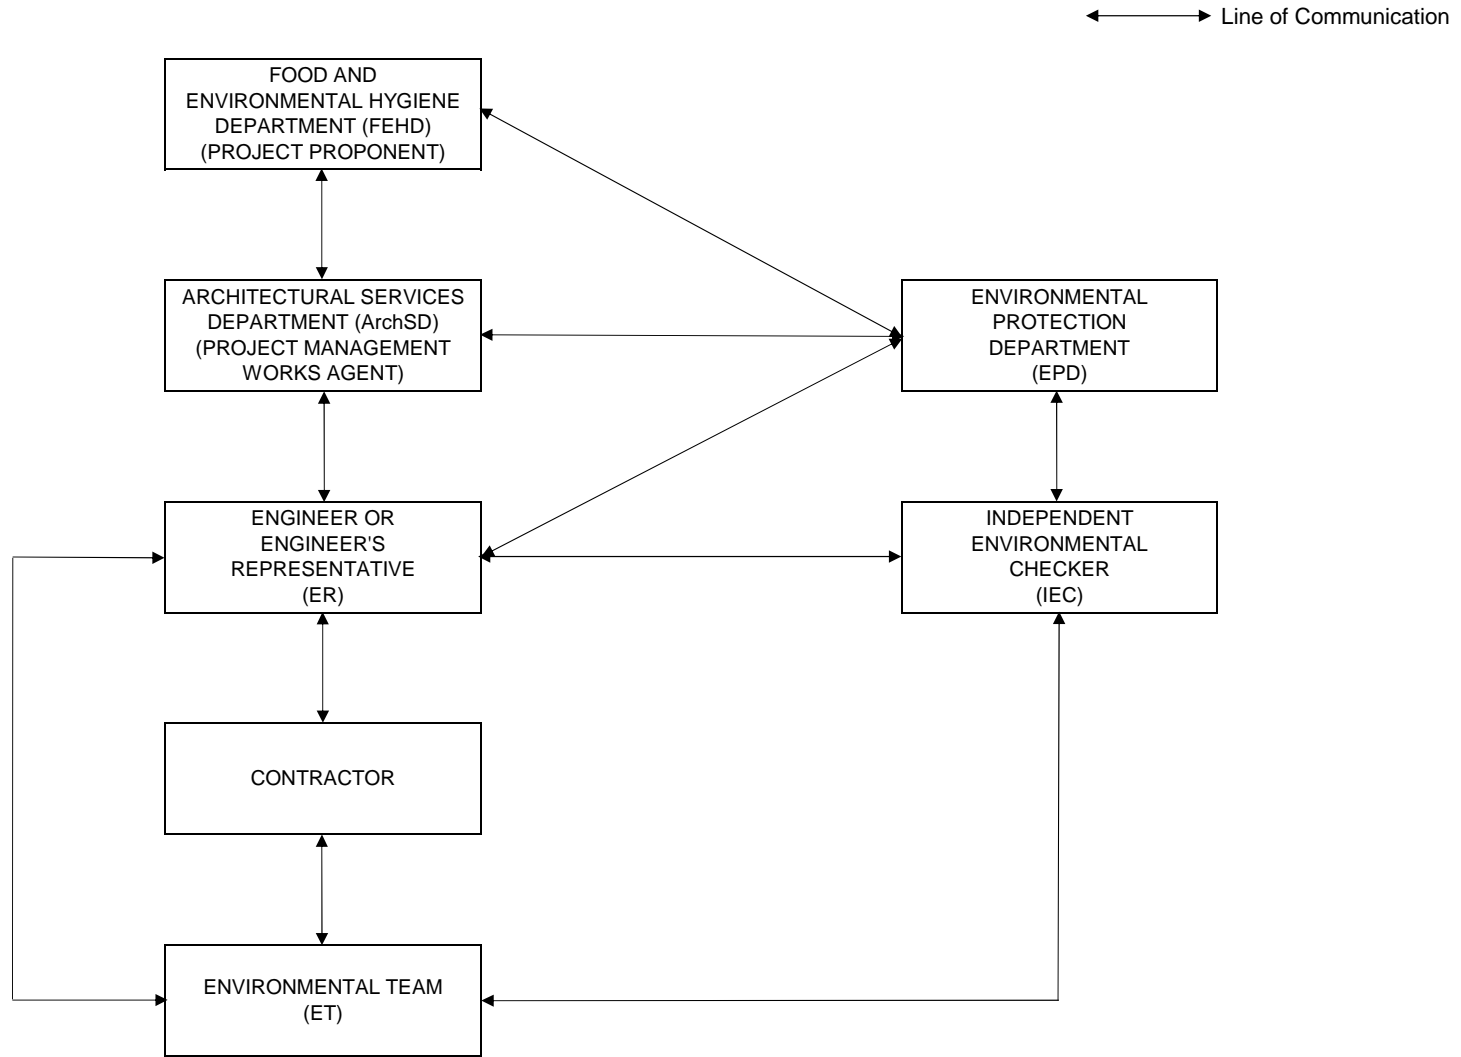 Line of Communication
FOOD AND
ENVIRONMENTAL HYGIENE
DEPARTMENT (FEHD)
(PROJECT PROPONENT)
ARCHITECTURAL SERVICES
DEPARTMENT (ArchSD)
(PROJECT MANAGEMENT
WORKS AGENT)
ENVIRONMENTAL
PROTECTION
DEPARTMENT
(EPD)
ENGINEER OR
ENGINEER'S
REPRESENTATIVE
(ER)
INDEPENDENT
ENVIRONMENTAL
CHECKER
(IEC)
CONTRACTOR
ENVIRONMENTAL TEAM
(ET)